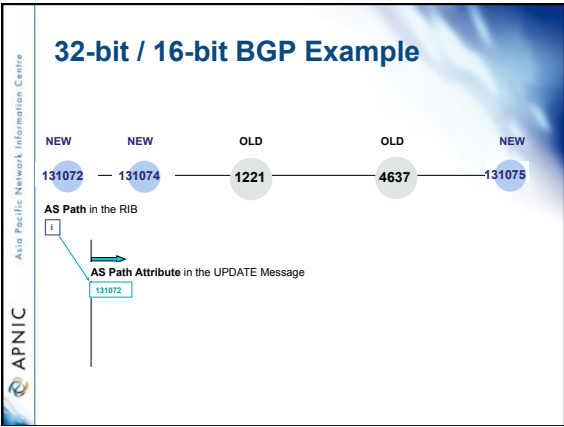 32-bit / 16-bit BGP Example
NEW NEW OLD OLD NEW
131072 131074 1221 4637 131075
AS Path in the RIB
i
AS Path Attribute in the UPDATE Message
131072
Asia Pacific Network Information Centre
APNIC